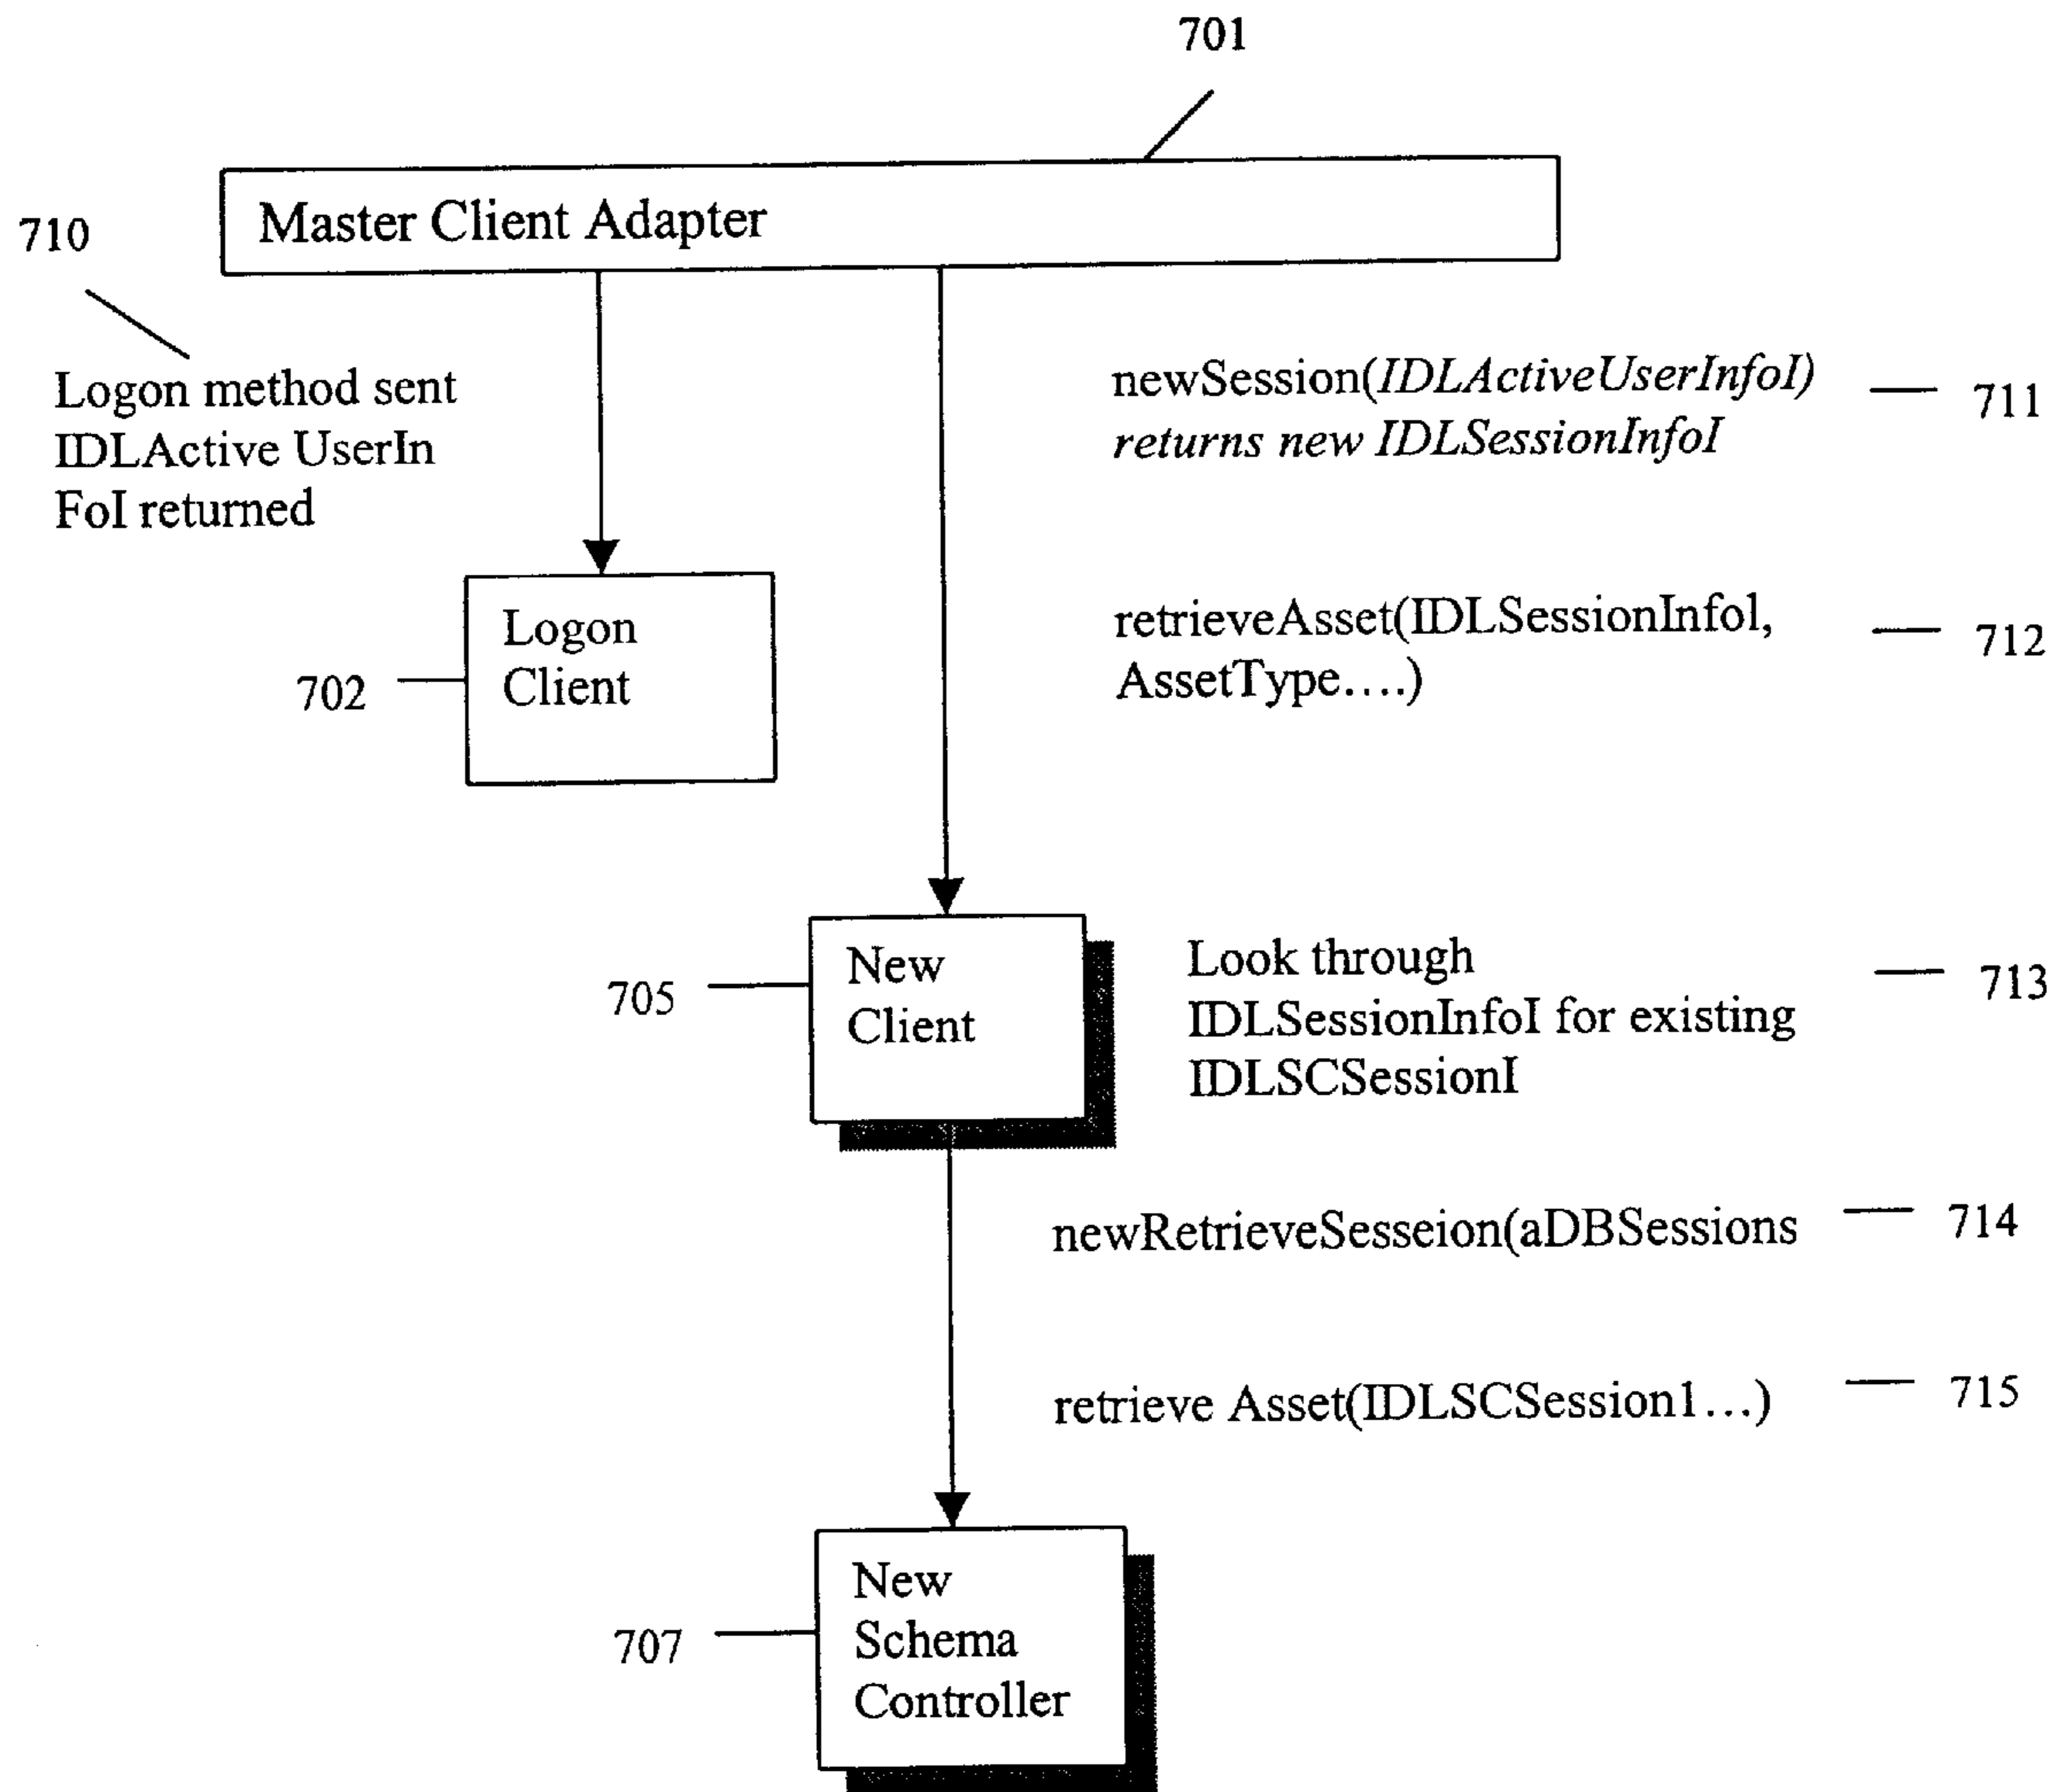 701
Master Client Adapter
710
Logon method sent
IDLActive UserIn
FoI returned
newSession(IDLActiveUserInfoI)
returns new IDLSessionInfoI
711
Logon
Client
702
retrieveAsset(IDLSessionInfoI,
AssetType....)
712
New
Client
705
Look through
IDLSessionInfoI for existing
IDLSCSessionI
713
newRetrieveSesseion(aDBSessions
714
retrieve Asset(IDLSCSession1...)
715
New
Schema
Controller
707